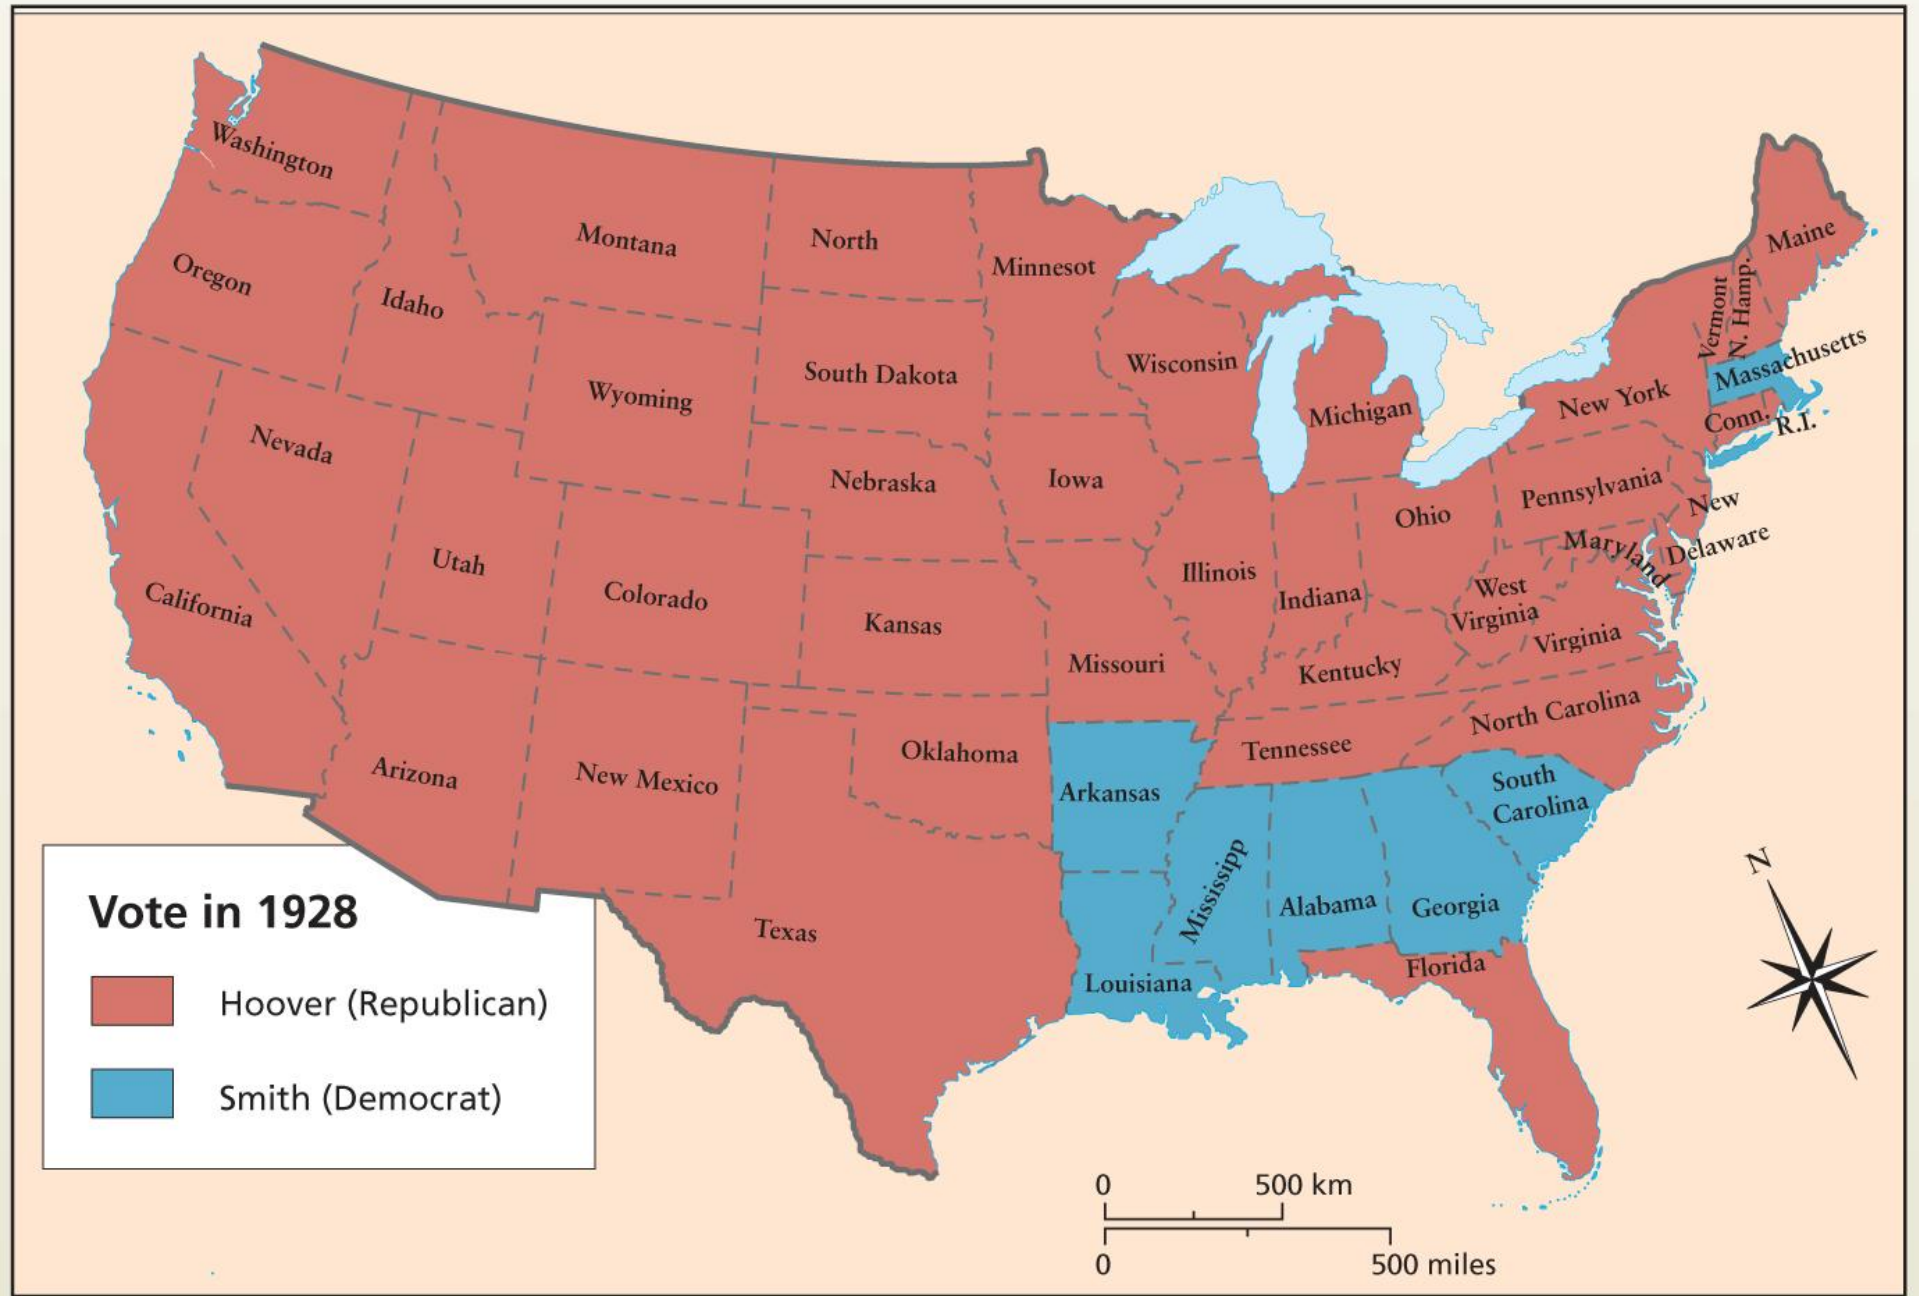 Washington
Oregon
Idaho
Montana
North
Minnesot
Wisconsin
Michigan
Maine
Vermont
N. Hamp.
Massachusetts
New York
Conn.
R.I.
South Dakota
Wyoming
Nevada
Nebraska
Iowa
Pennsylvania
New
Ohio
Maryland
Delaware
Utah
Colorado
California
Kansas
Illinois
Indiana
West
Virginia
Virginia
Missouri
Kentucky
North Carolina
Tennessee
Arizona
New Mexico
Oklahoma
Arkansas
South
Carolina
Mississipp
Alabama
Georgia
Texas
Louisiana
Florida
N
Vote in 1928
Hoover (Republican)
Smith (Democrat)
0 500 km
0 500 miles